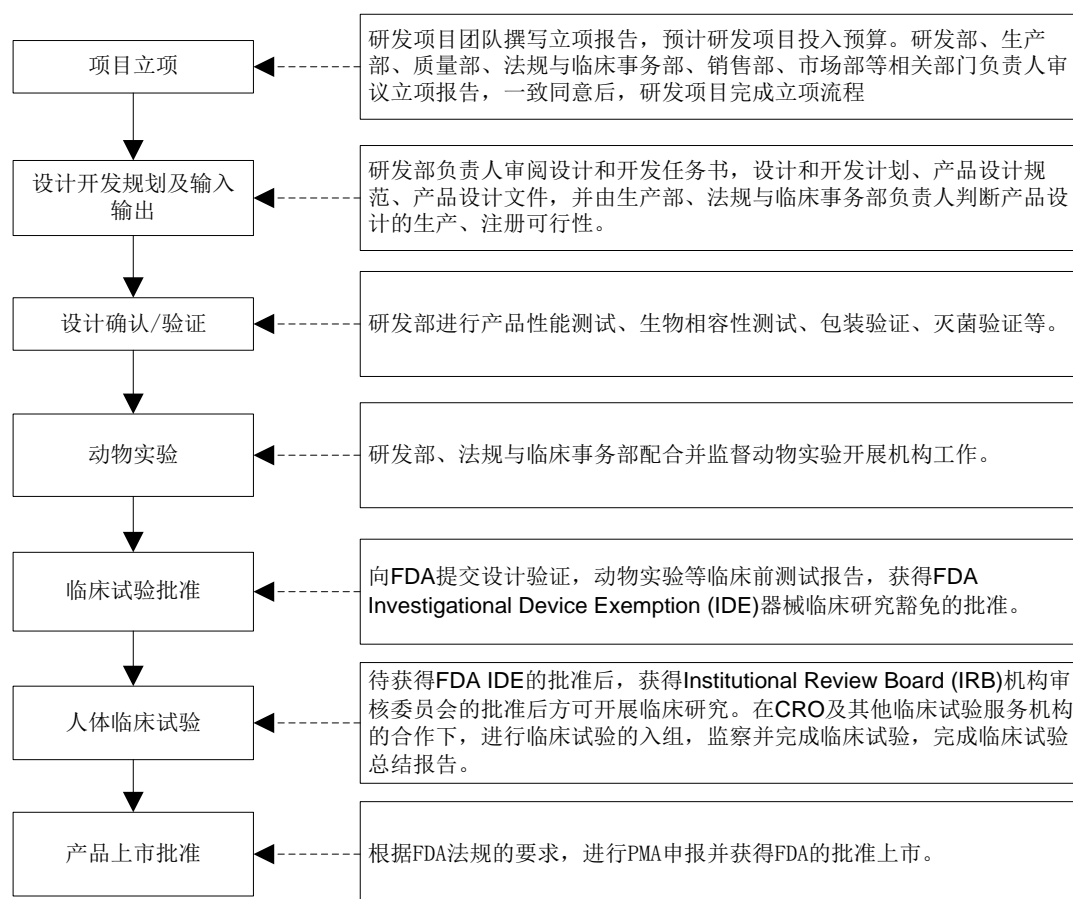 项目立项
研发项目团队撰写立项报告，预计研发项目投入预算。研发部、生产
部、质量部、法规与临床事务部、销售部、市场部等相关部门负责人审
议立项报告，一致同意后，研发项目完成立项流程
设计开发规划及输入
输出
研发部负责人审阅设计和开发任务书，设计和开发计划、产品设计规
范、产品设计文件，并由生产部、法规与临床事务部负责人判断产品设
计的生产、注册可行性。
设计确认/验证
研发部进行产品性能测试、生物相容性测试、包装验证、灭菌验证等。
动物实验
研发部、法规与临床事务部配合并监督动物实验开展机构工作。
临床试验批准
向FDA提交设计验证，动物实验等临床前测试报告，获得FDA
Investigational Device Exemption (IDE)器械临床研究豁免的批准。
人体临床试验
待获得FDA IDE的批准后，获得Institutional Review Board (IRB)机构审
核委员会的批准后方可开展临床研究。在CRO及其他临床试验服务机构
的合作下，进行临床试验的入组，监察并完成临床试验，完成临床试验
总结报告。
产品上市批准
根据FDA法规的要求，进行PMA申报并获得FDA的批准上市。